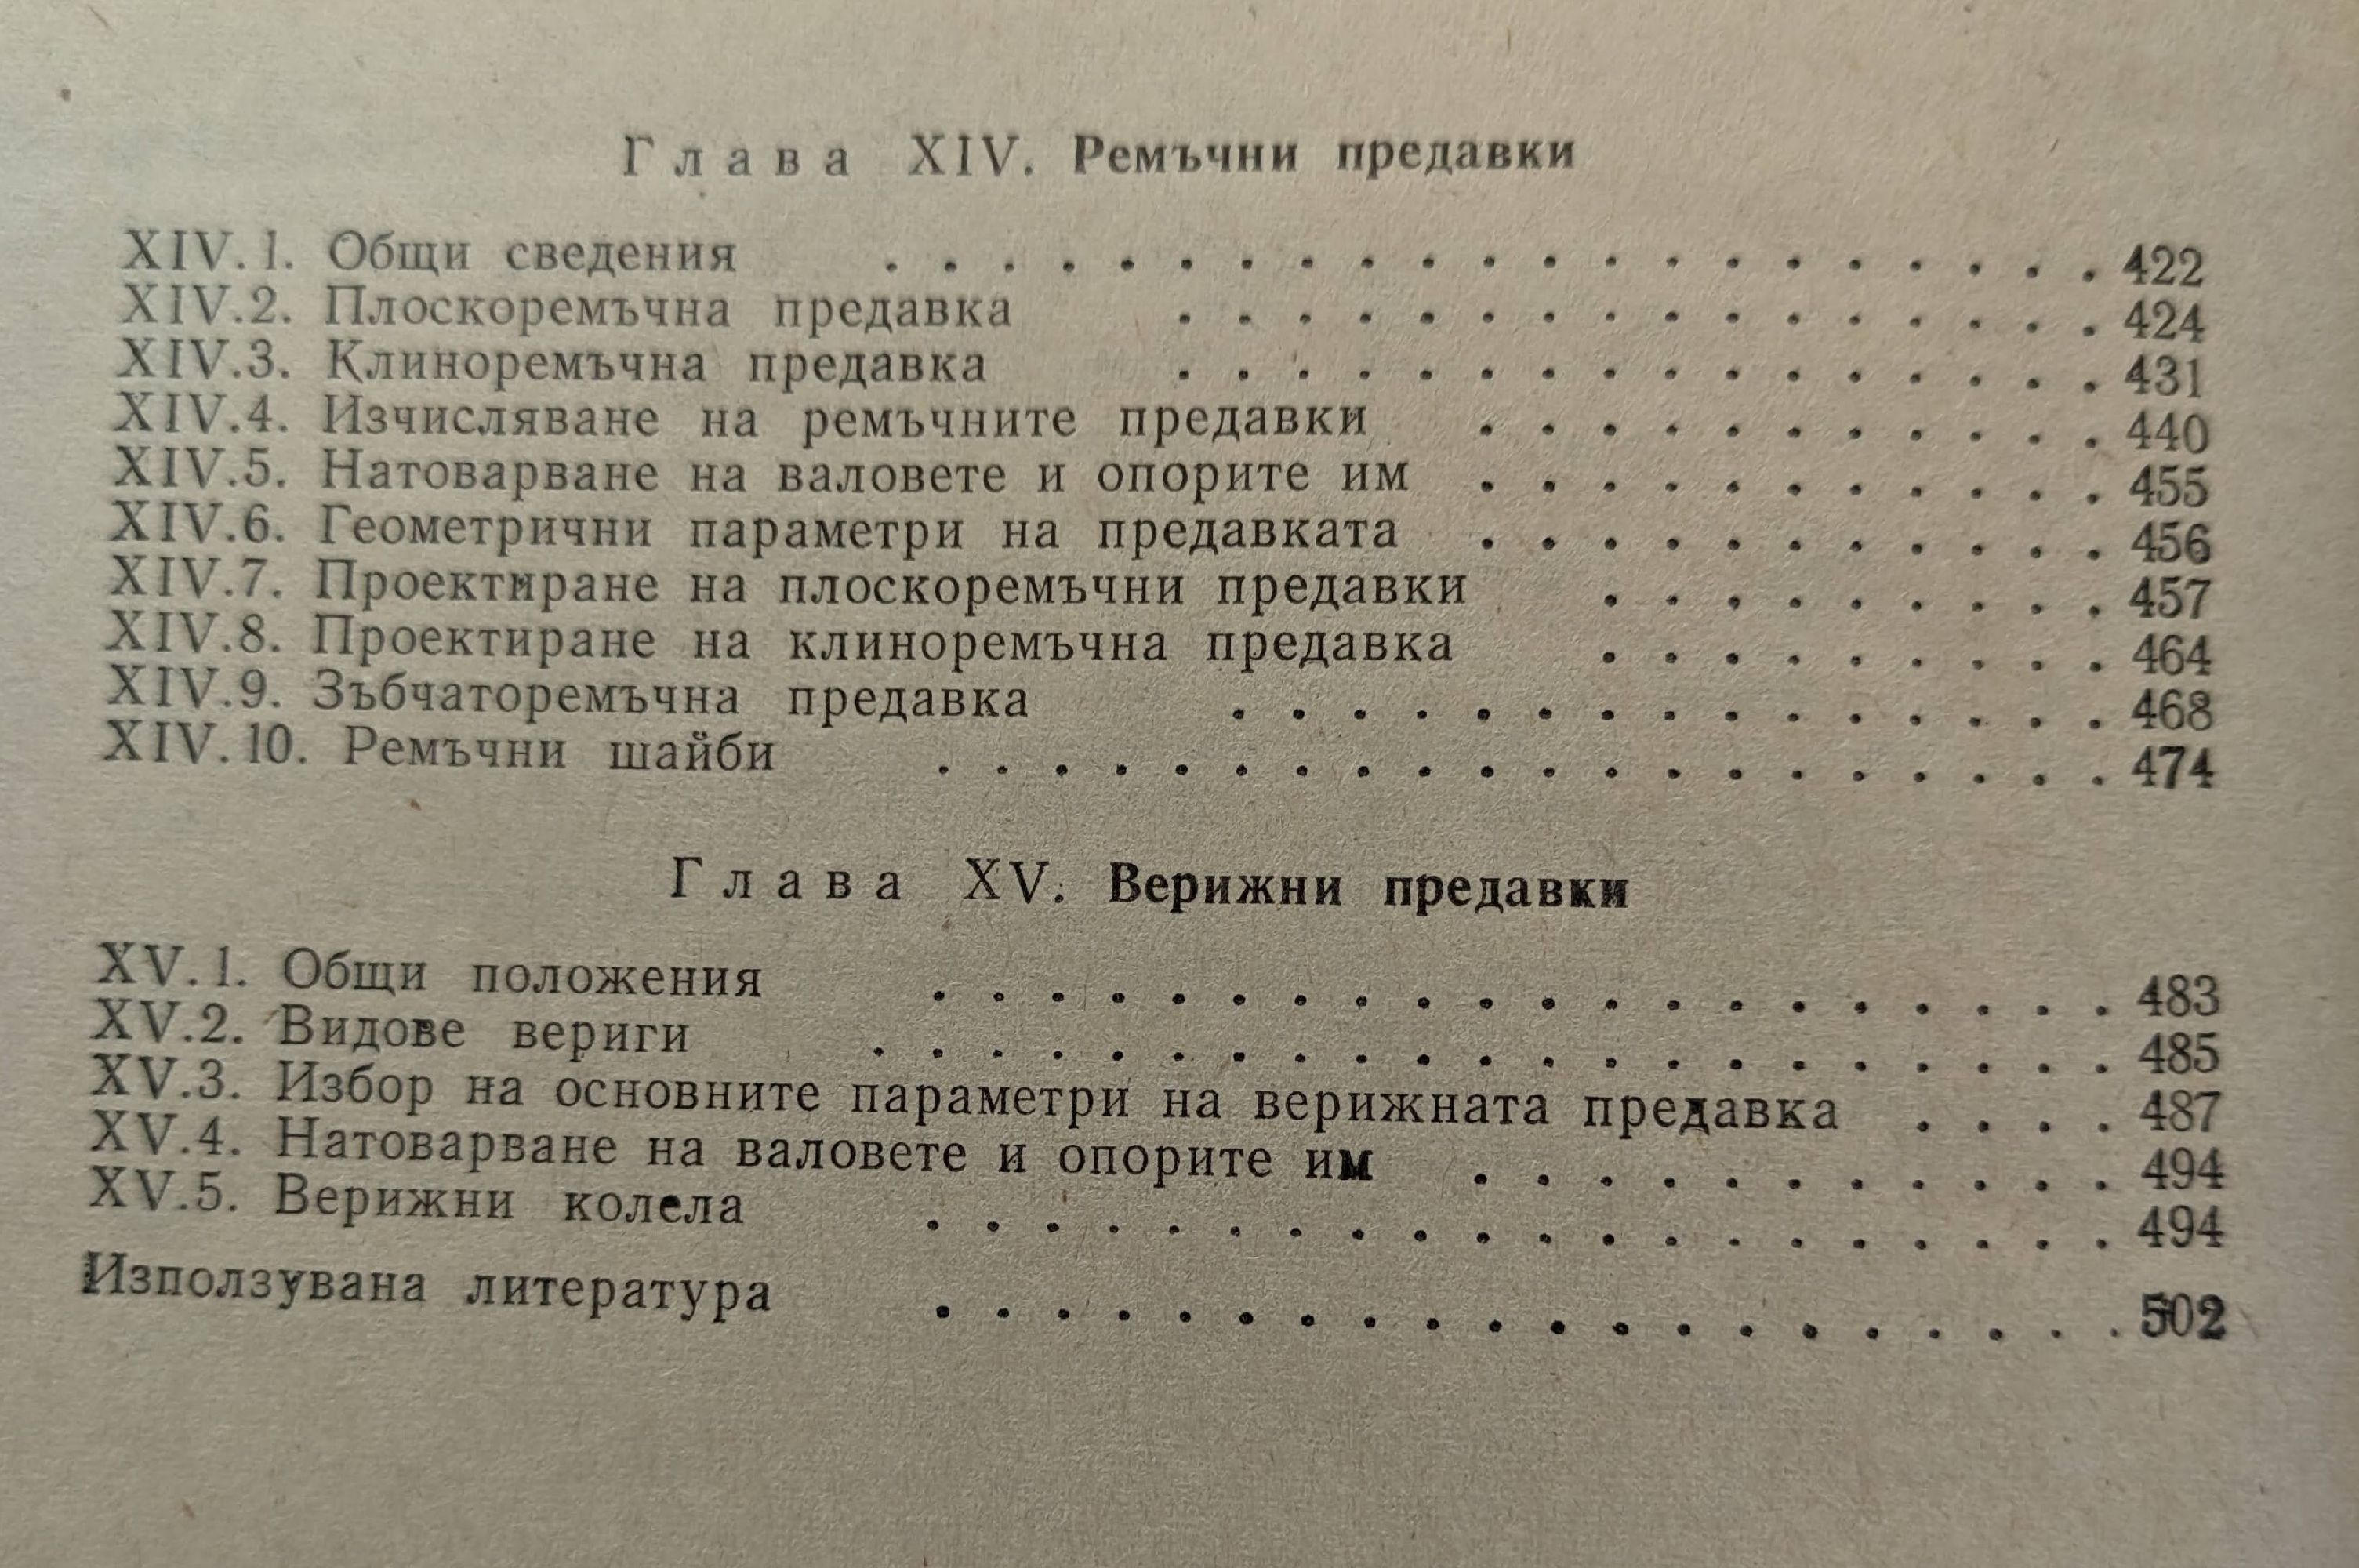 Глава XIV. Ремъчни предавки
XIV.1. Общи сведения . . . . . . . . . . . . . . . . . . . . . 422
XIV.2. Плоскоремъчна предавка . . . . . . . . . . . . . . . . 424
XIV.3. Клиноремъчна предавка . . . . . . . . . . . . . . . . 431
XIV.4. Изчисляване на ремъчните предавки . . . . . . . . . . . 440
XIV.5. Натоварване на валовете и опорите им . . . . . . . . . . . 455
XIV.6. Геометрични параметри на предавката . . . . . . . . . . . 456
XIV.7. Проектиране на плоскоремъчни предавки . . . . . . . . . 457
XIV.8. Проектиране на клиноремъчна предавка . . . . . . . . . 464
XIV.9. Зъбчаторемъчна предавка . . . . . . . . . . . . . . . 468
XIV.10. Ремъчни шайби . . . . . . . . . . . . . . . . . . . . 474
Глава XV. Верижни предавки
XV.1. Общи положения . . . . . . . . . . . . . . . . . . . . 483
XV.2. Видове вериги . . . . . . . . . . . . . . . . . . . . . 485
XV.3. Избор на основните параметри на верижната предавка . . . . 487
XV.4. Натоварване на валовете и опорите им . . . . . . . . . . . 494
XV.5. Верижни колела . . . . . . . . . . . . . . . . . . . . 494
Използувана литература . . . . . . . . . . . . . . . . . . . . 502